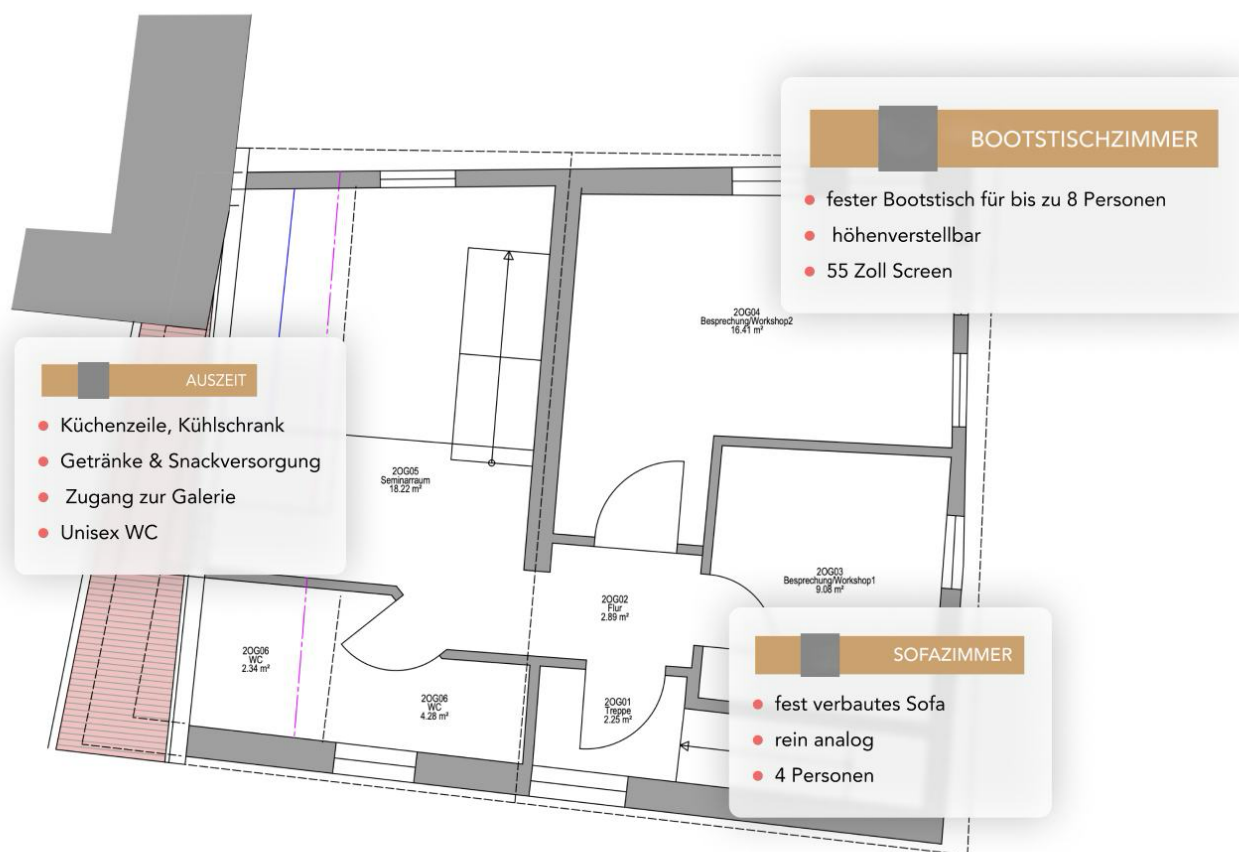 BOOTSTISCHZIMMER
fester Bootstisch für bis zu 8 Personen
höhenverstellbar
55 Zoll Screen
2OG04
Besprechung/Workshop2
16.41 m²
AUSZEIT
Küchenzeile, Kühlschrank
Getränke & Snackversorgung
Zugang zur Galerie
Unisex WC
2OG05
Seminarraum
18.22 m²
2OG03
Besprechung/Workshop1
9.08 m²
2OG02
Flur
2.89 m²
2OG06
WC
2.34 m²
2OG06
WC
4.28 m²
2OG01
Treppe
2.25 m²
SOFAZIMMER
fest verbautes Sofa
rein analog
4 Personen